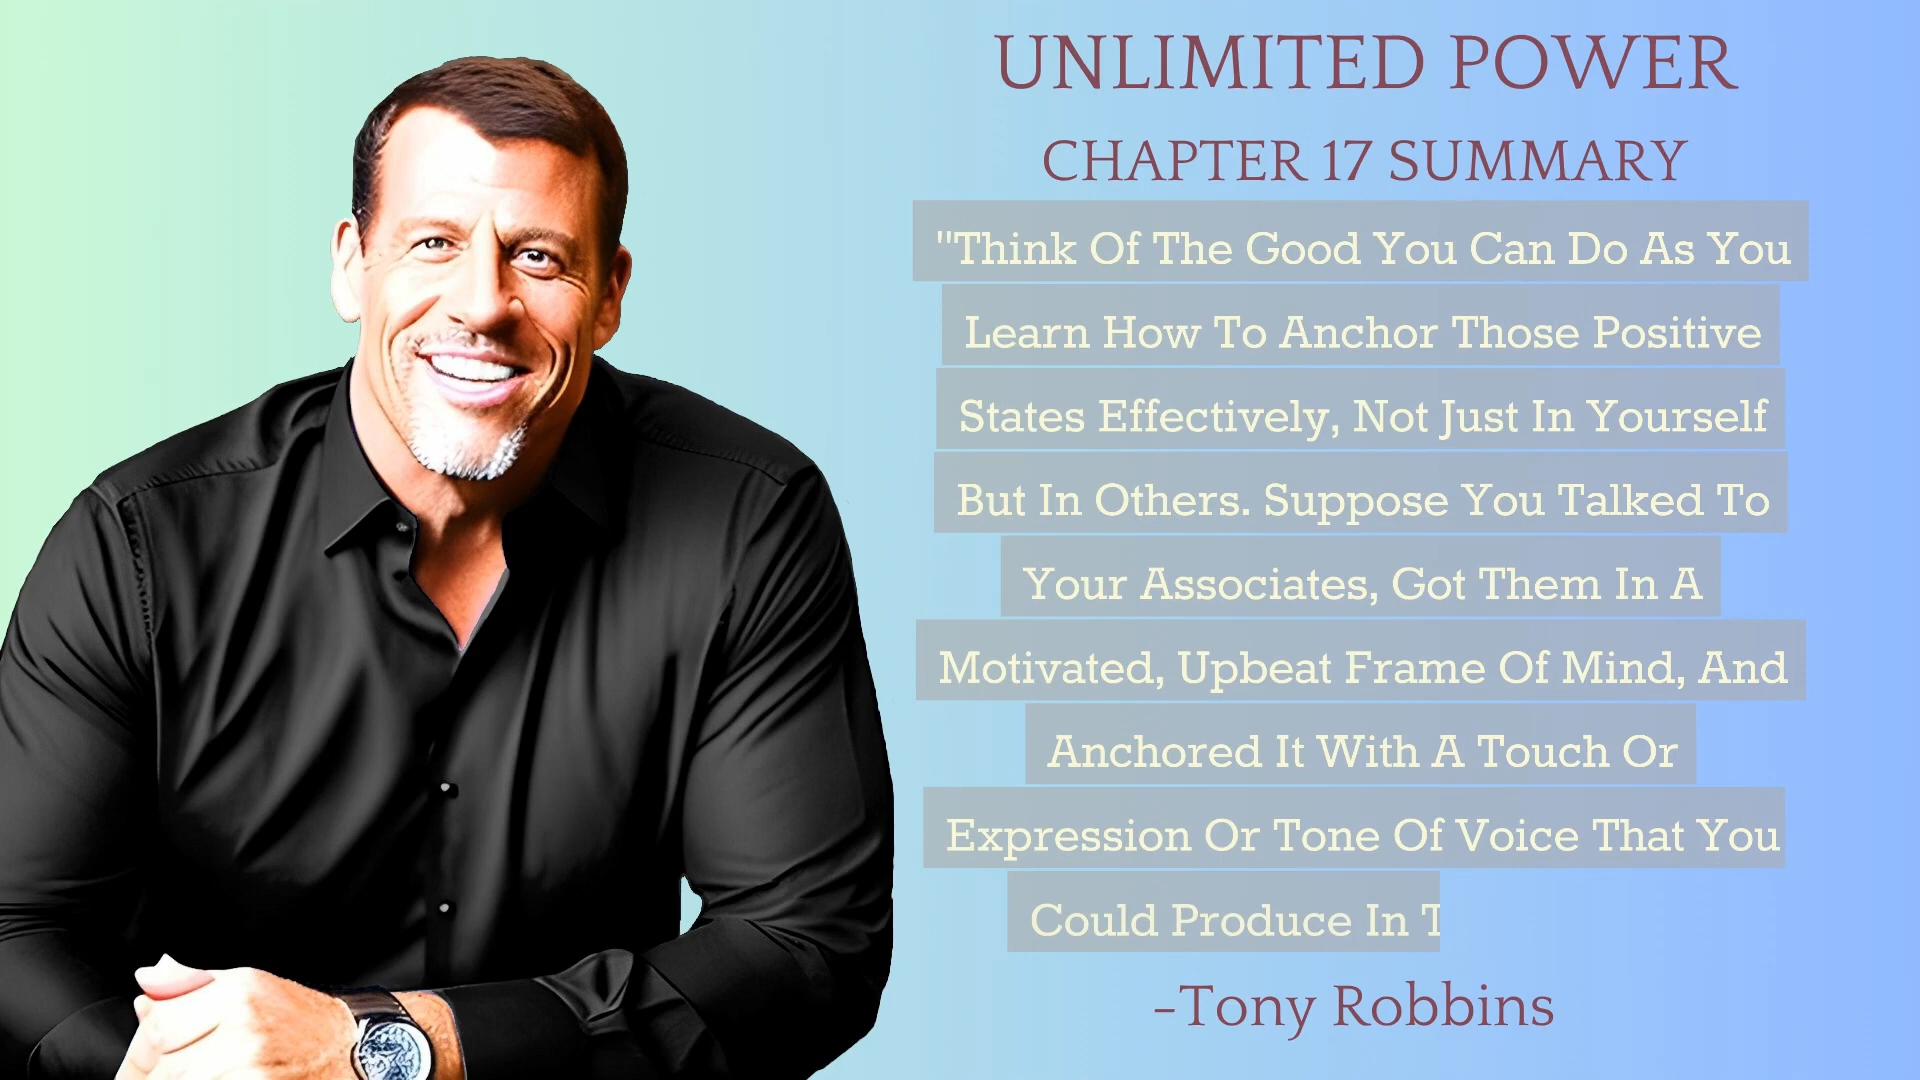 UNLIMITED POWER
CHAPTER 17 SUMMARY
"Think Of The Good You Can Do As You
Learn How To Anchor Those Positive
States Effectively, Not Just In Yourself
But In Others. Suppose You Talked To
Your Associates, Got Them In A
Motivated, Upbeat Frame Of Mind, And
Anchored It With A Touch Or
Expression Or Tone Of Voice That You
Could Produce In
-Tony Robbins